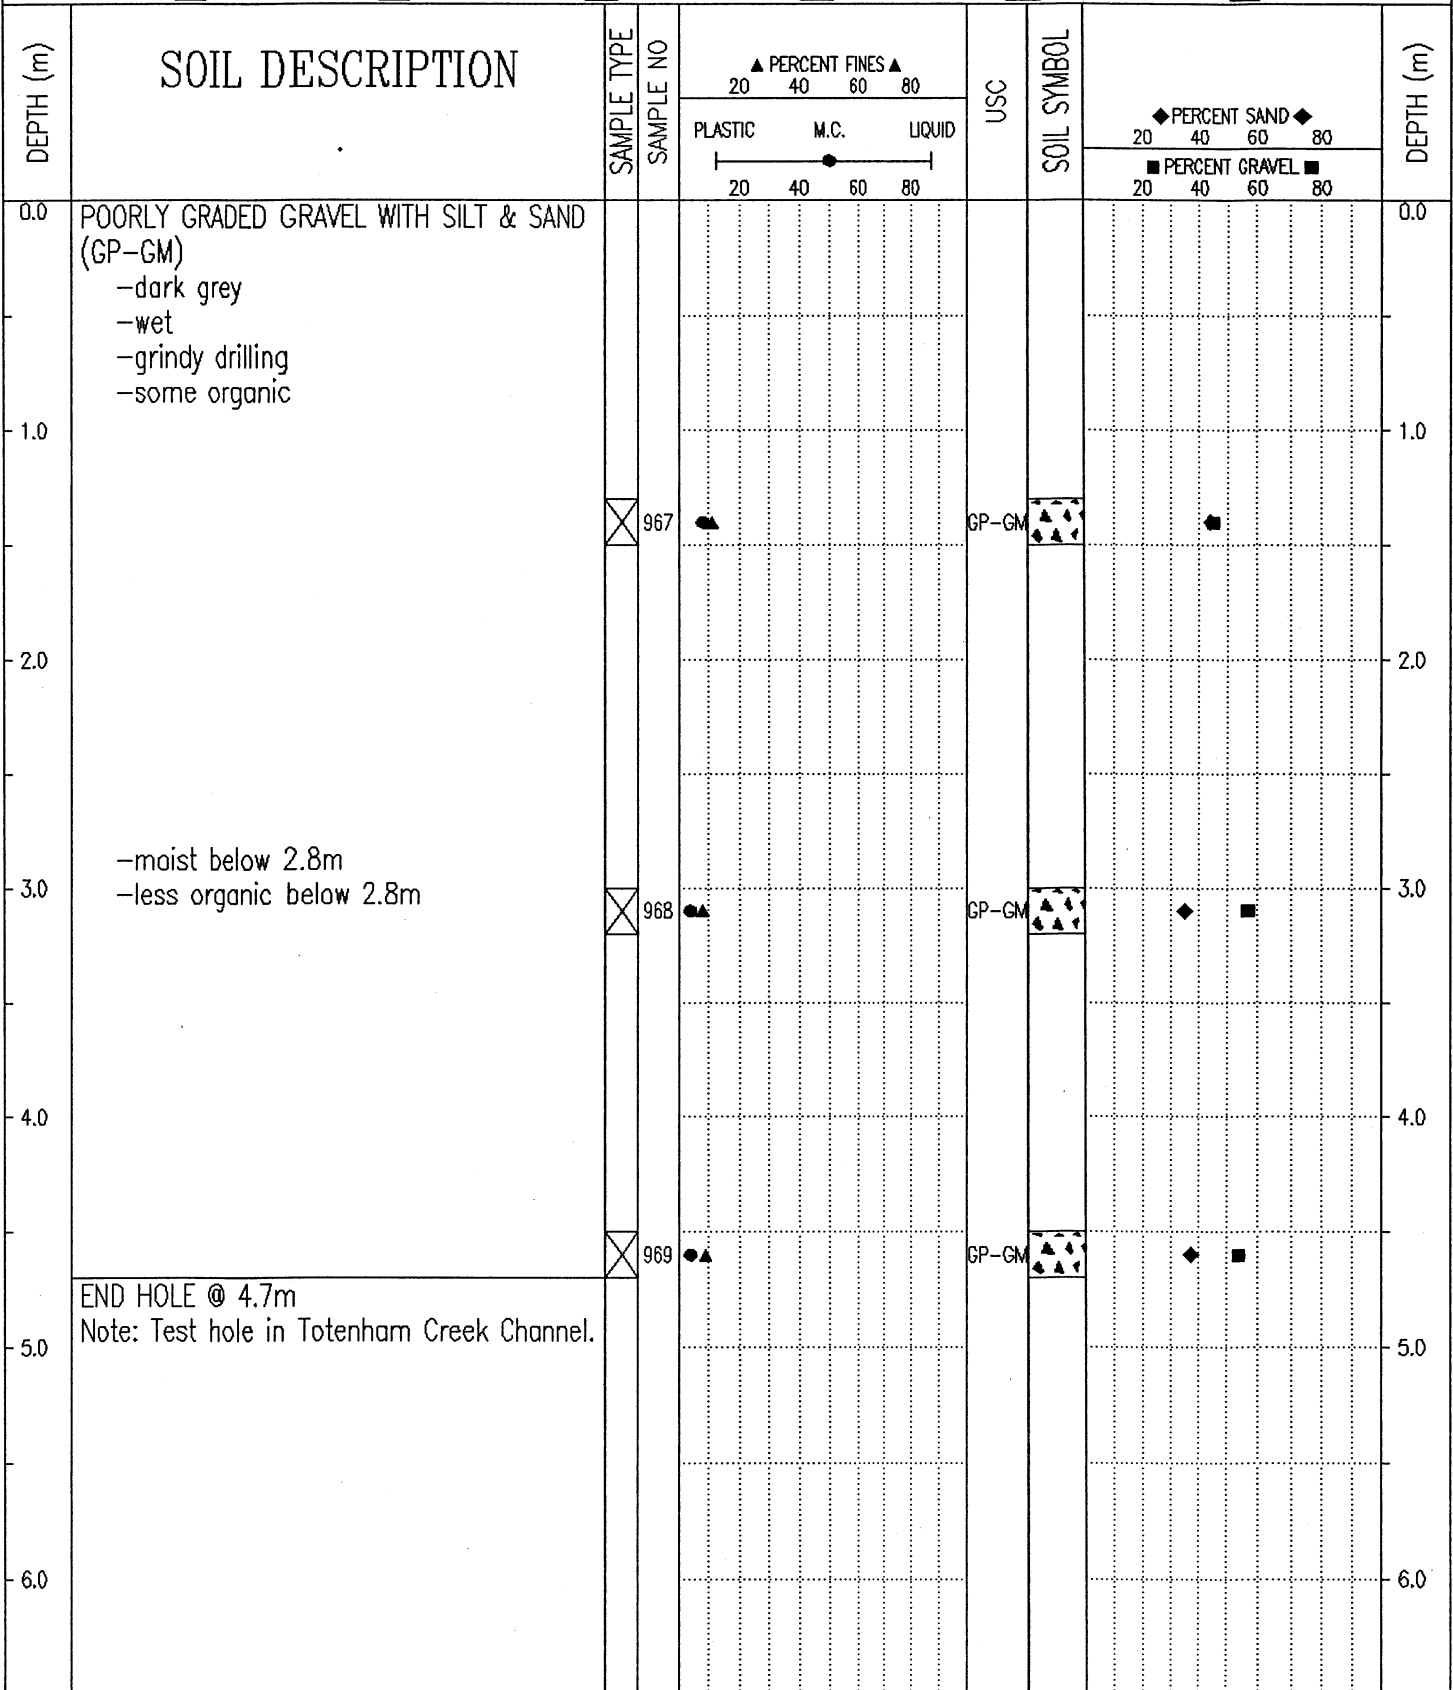 DEPTH (m)
SOIL DESCRIPTION
SAMPLE TYPE
SAMPLE NO
▲ PERCENT FINES ▲
20 40 60 80
PLASTIC M.C. LIQUID
20 40 60 80
USC
SOIL SYMBOL
◆ PERCENT SAND ◆
20 40 60 80
■ PERCENT GRAVEL ■
20 40 60 80
DEPTH (m)
0.0 POORLY GRADED GRAVEL WITH SILT & SAND 0.0
(GP-GM)
-dark grey
-wet
-grindy drilling
-some organic
1.0 1.0
967 GP-GM
2.0 2.0
-moist below 2.8m
3.0 -less organic below 2.8m 3.0
968 GP-GM
4.0 4.0
969 GP-GM
END HOLE @ 4.7m
Note: Test hole in Totenham Creek Channel.
5.0 5.0
6.0 6.0